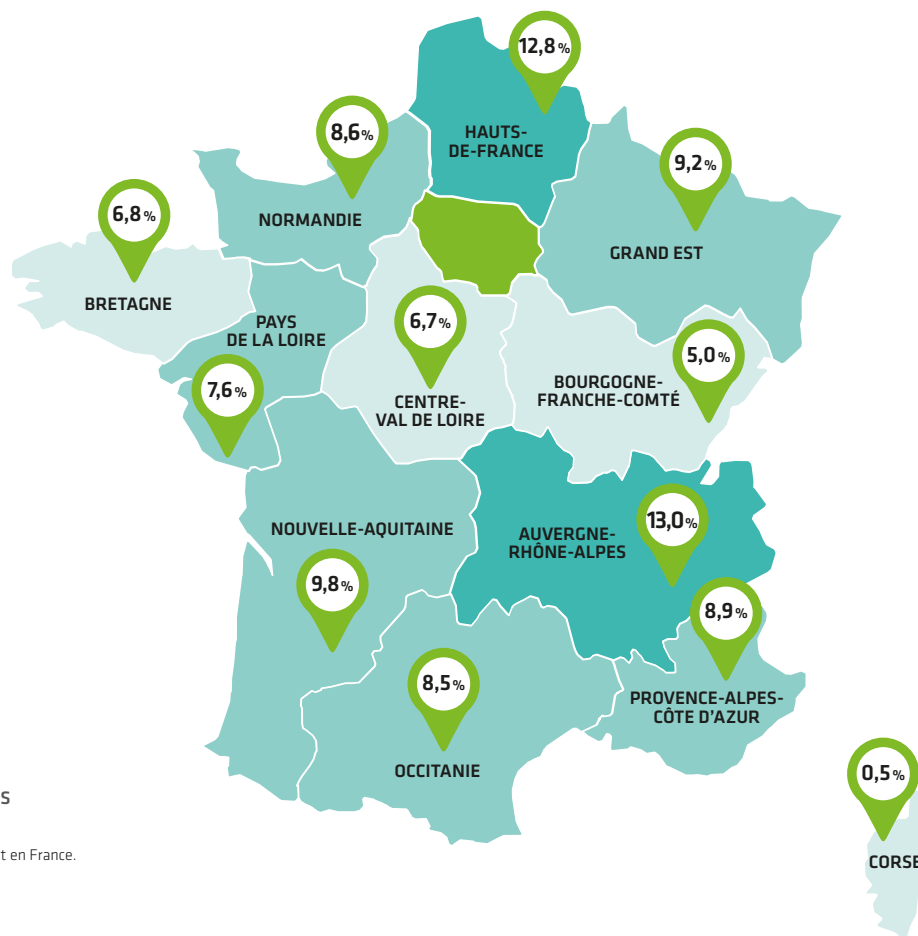 12,8 %
HAUTS-
DE-FRANCE
8,6 %
NORMANDIE
9,2 %
GRAND EST
6,8 %
BRETAGNE
PAYS
DE LA LOIRE
7,6 %
6,7 %
CENTRE-
VAL DE LOIRE
5,0 %
BOURGOGNE-
FRANCHE-COMTÉ
NOUVELLE-AQUITAINE
9,8 %
AUVERGNE-
RHÔNE-ALPES
13,0 %
8,9 %
PROVENCE-ALPES-
CÔTE D'AZUR
8,5 %
OCCITANIE
0,5 %
CORSE
S
t en France.